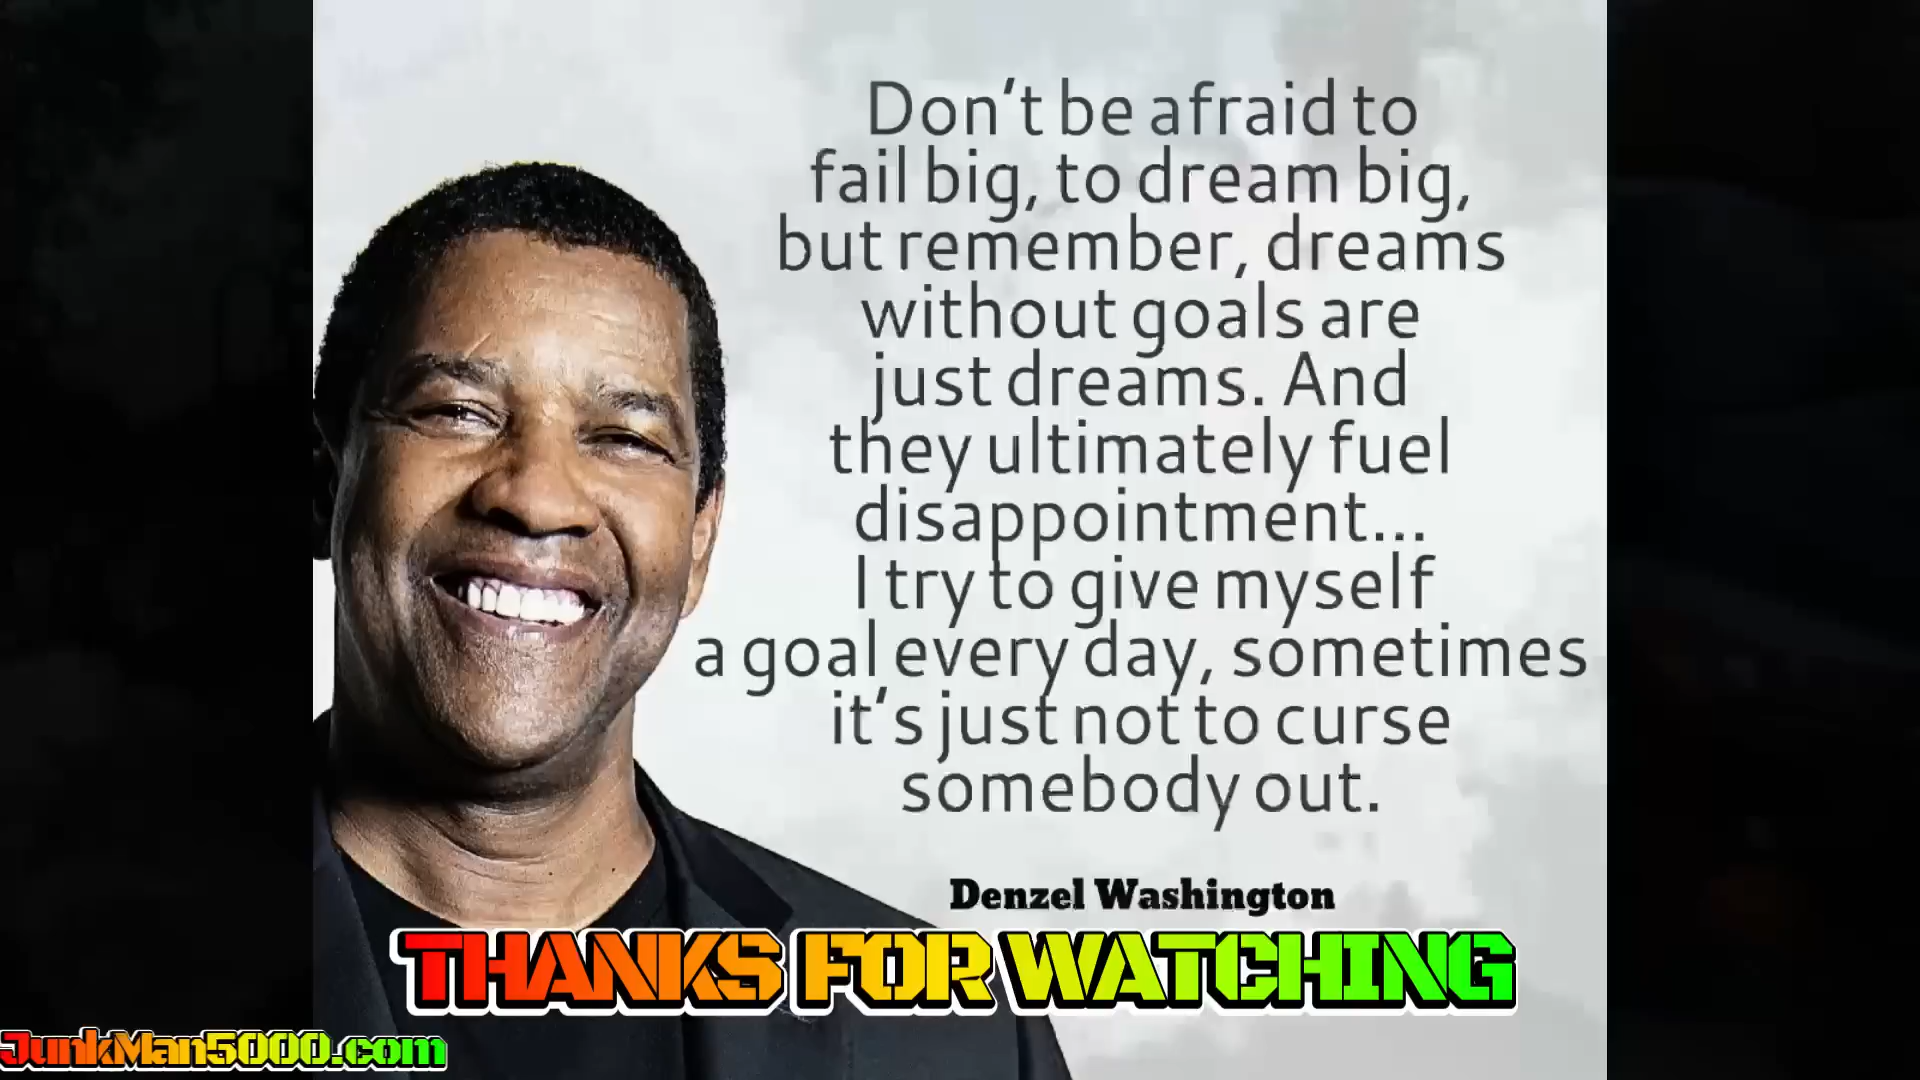 Don't be afraid to
fail big, to dream big,
but remember, dreams
without goals are
just dreams. And
they ultimately fuel
disappointment...
I try to give myself
a goal every day, sometimes
it's just not to curse
somebody out.
Denzel Washington
THANKS FOR WATCHING
JunkMan5000.com